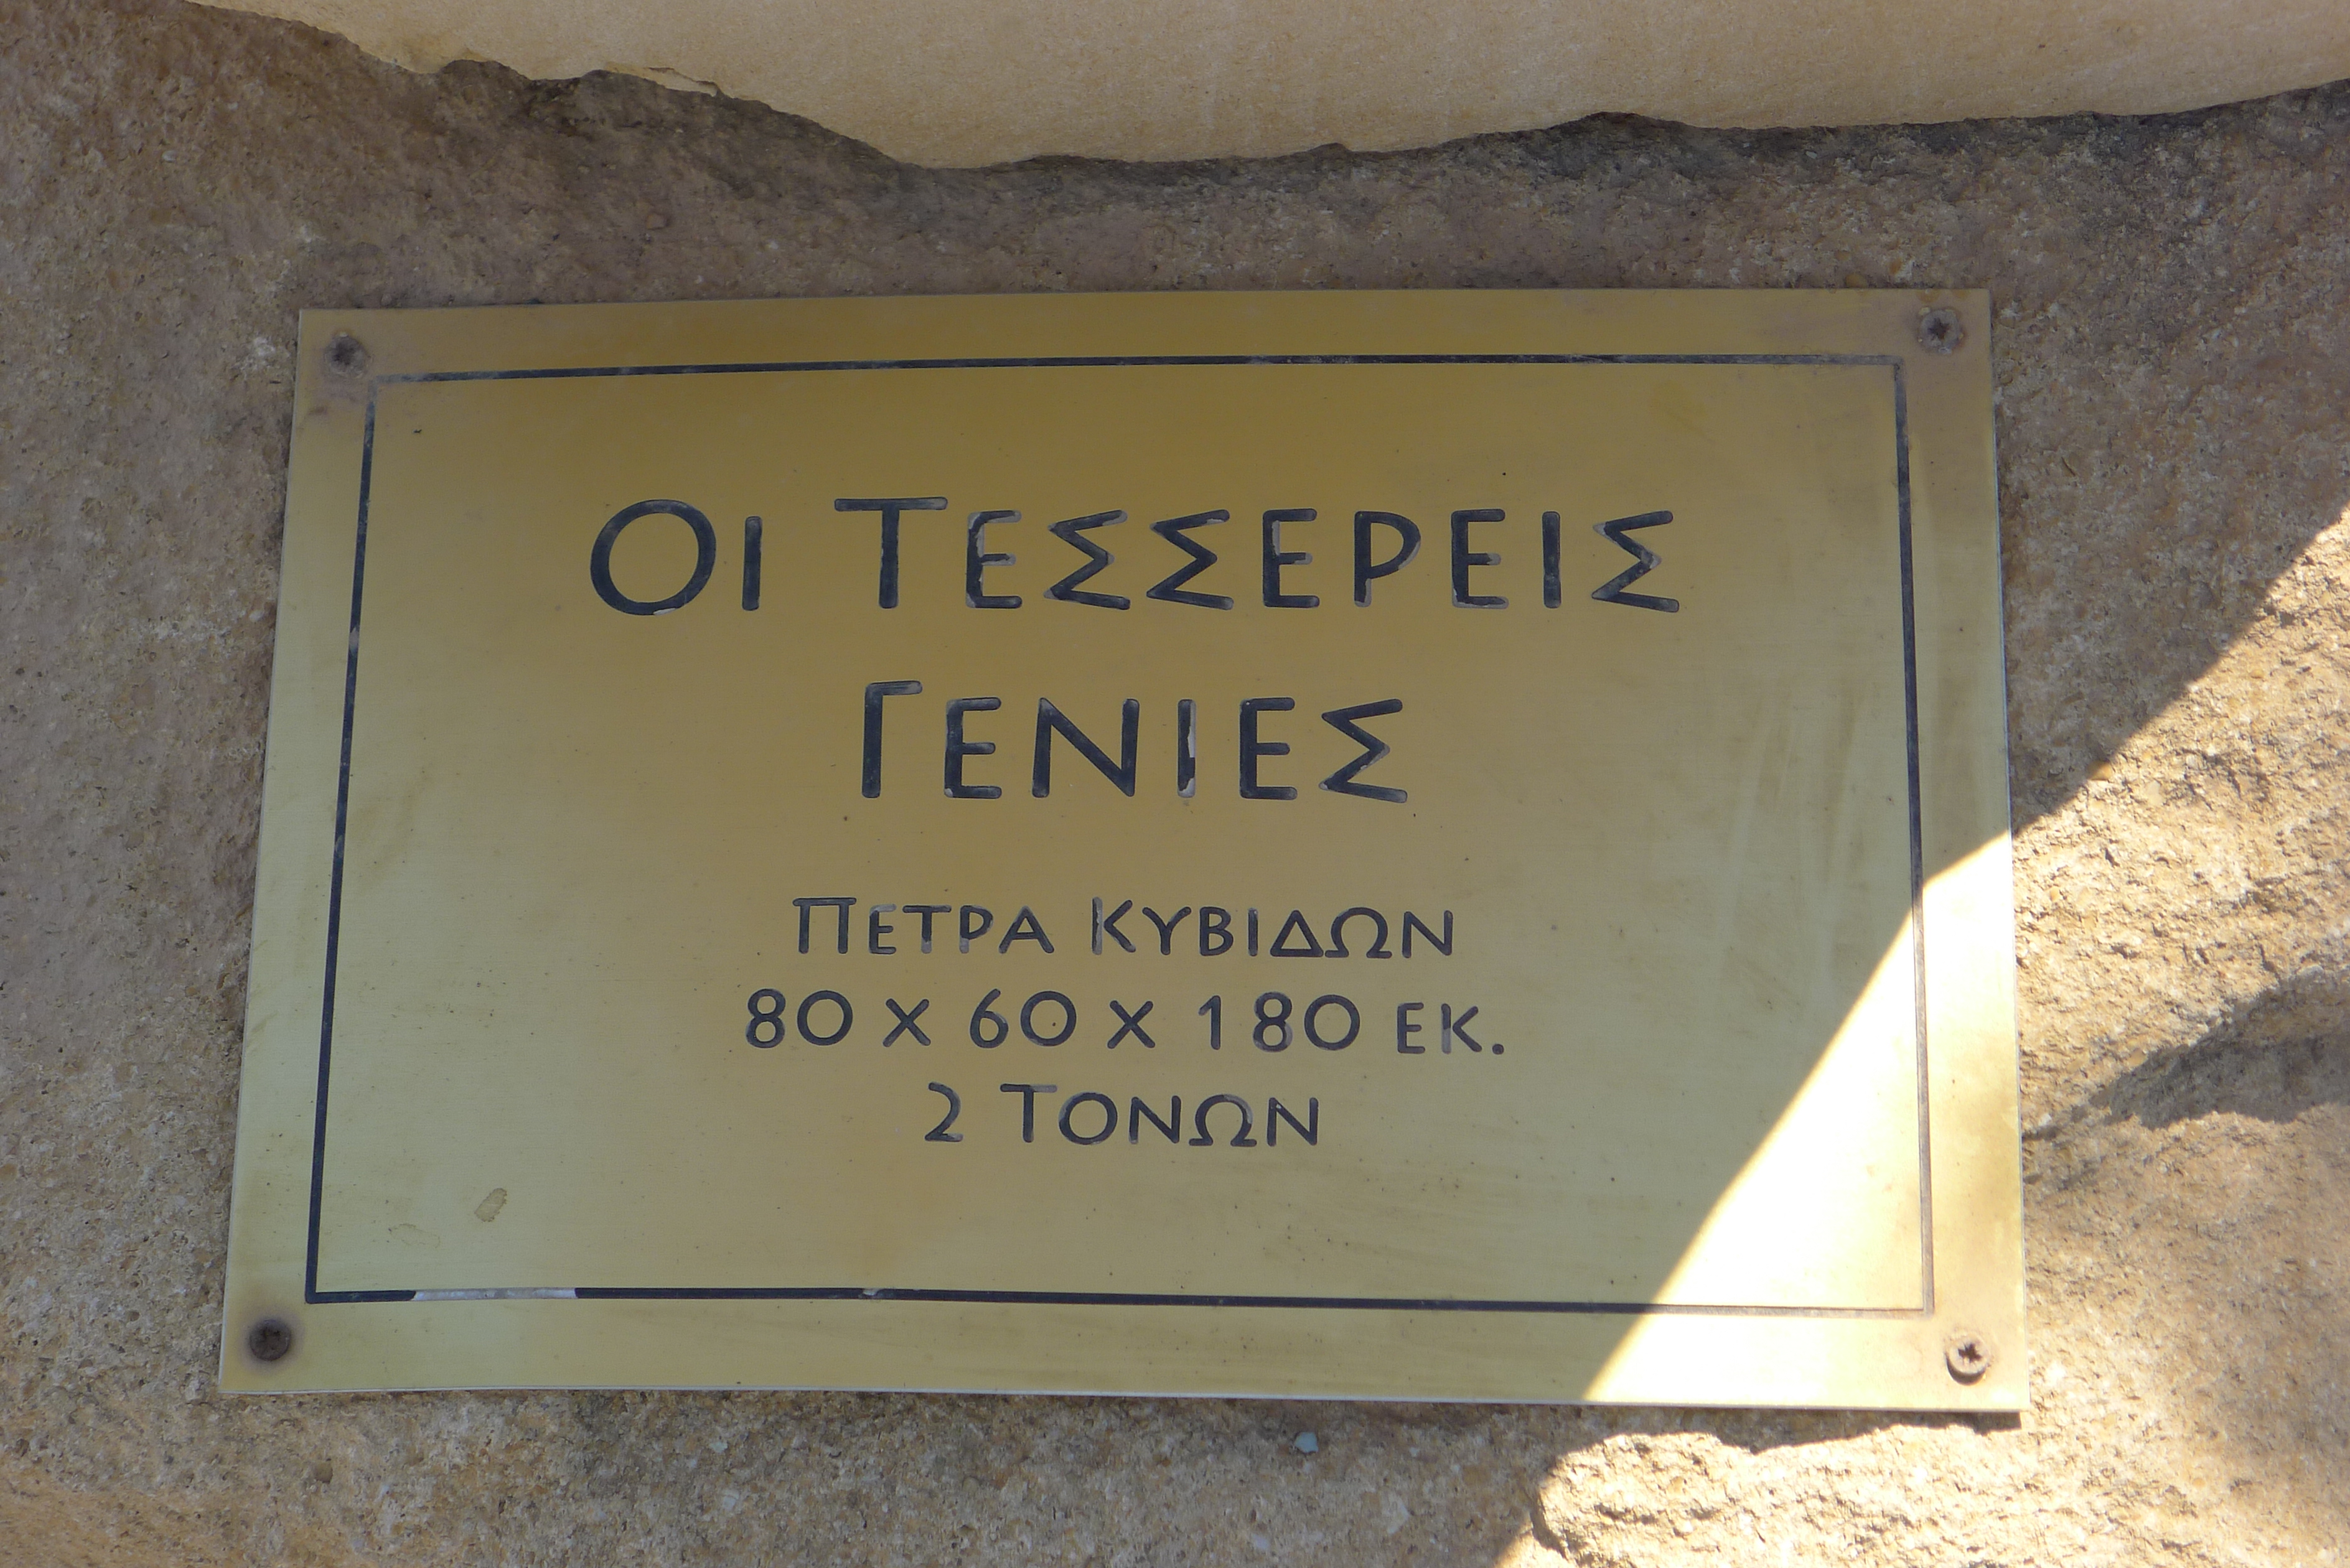 ΟΙ ΤΕΣΣΕΡΕΙΣ
ΓΕΝΙΕΣ
ΠΕΤΡΑ ΚΥΒΙΔΩΝ
80 X 60 X 180 ΕΚ.
2 ΤΟΝΩΝ